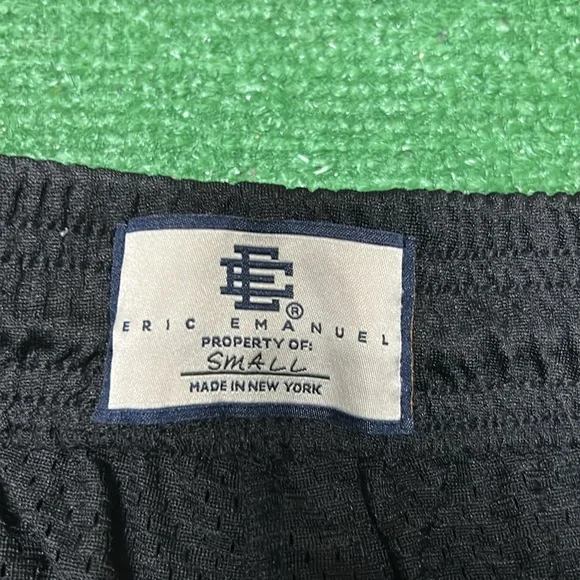 EE®
ERIC EMANUEL
PROPERTY OF:
SMALL
MADE IN NEW YORK